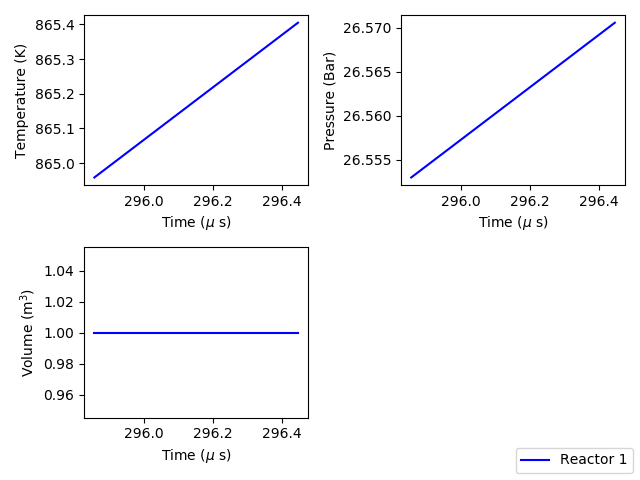 Temperature (K)
865.4
865.3
865.2
865.1
865.0
296.0 296.2 296.4
Time (μ s)
Pressure (Bar)
26.570
26.565
26.560
26.555
296.0 296.2 296.4
Time (μ s)
Volume (m³)
1.04
1.02
1.00
0.98
0.96
296.0 296.2 296.4
Time (μ s)
Reactor 1